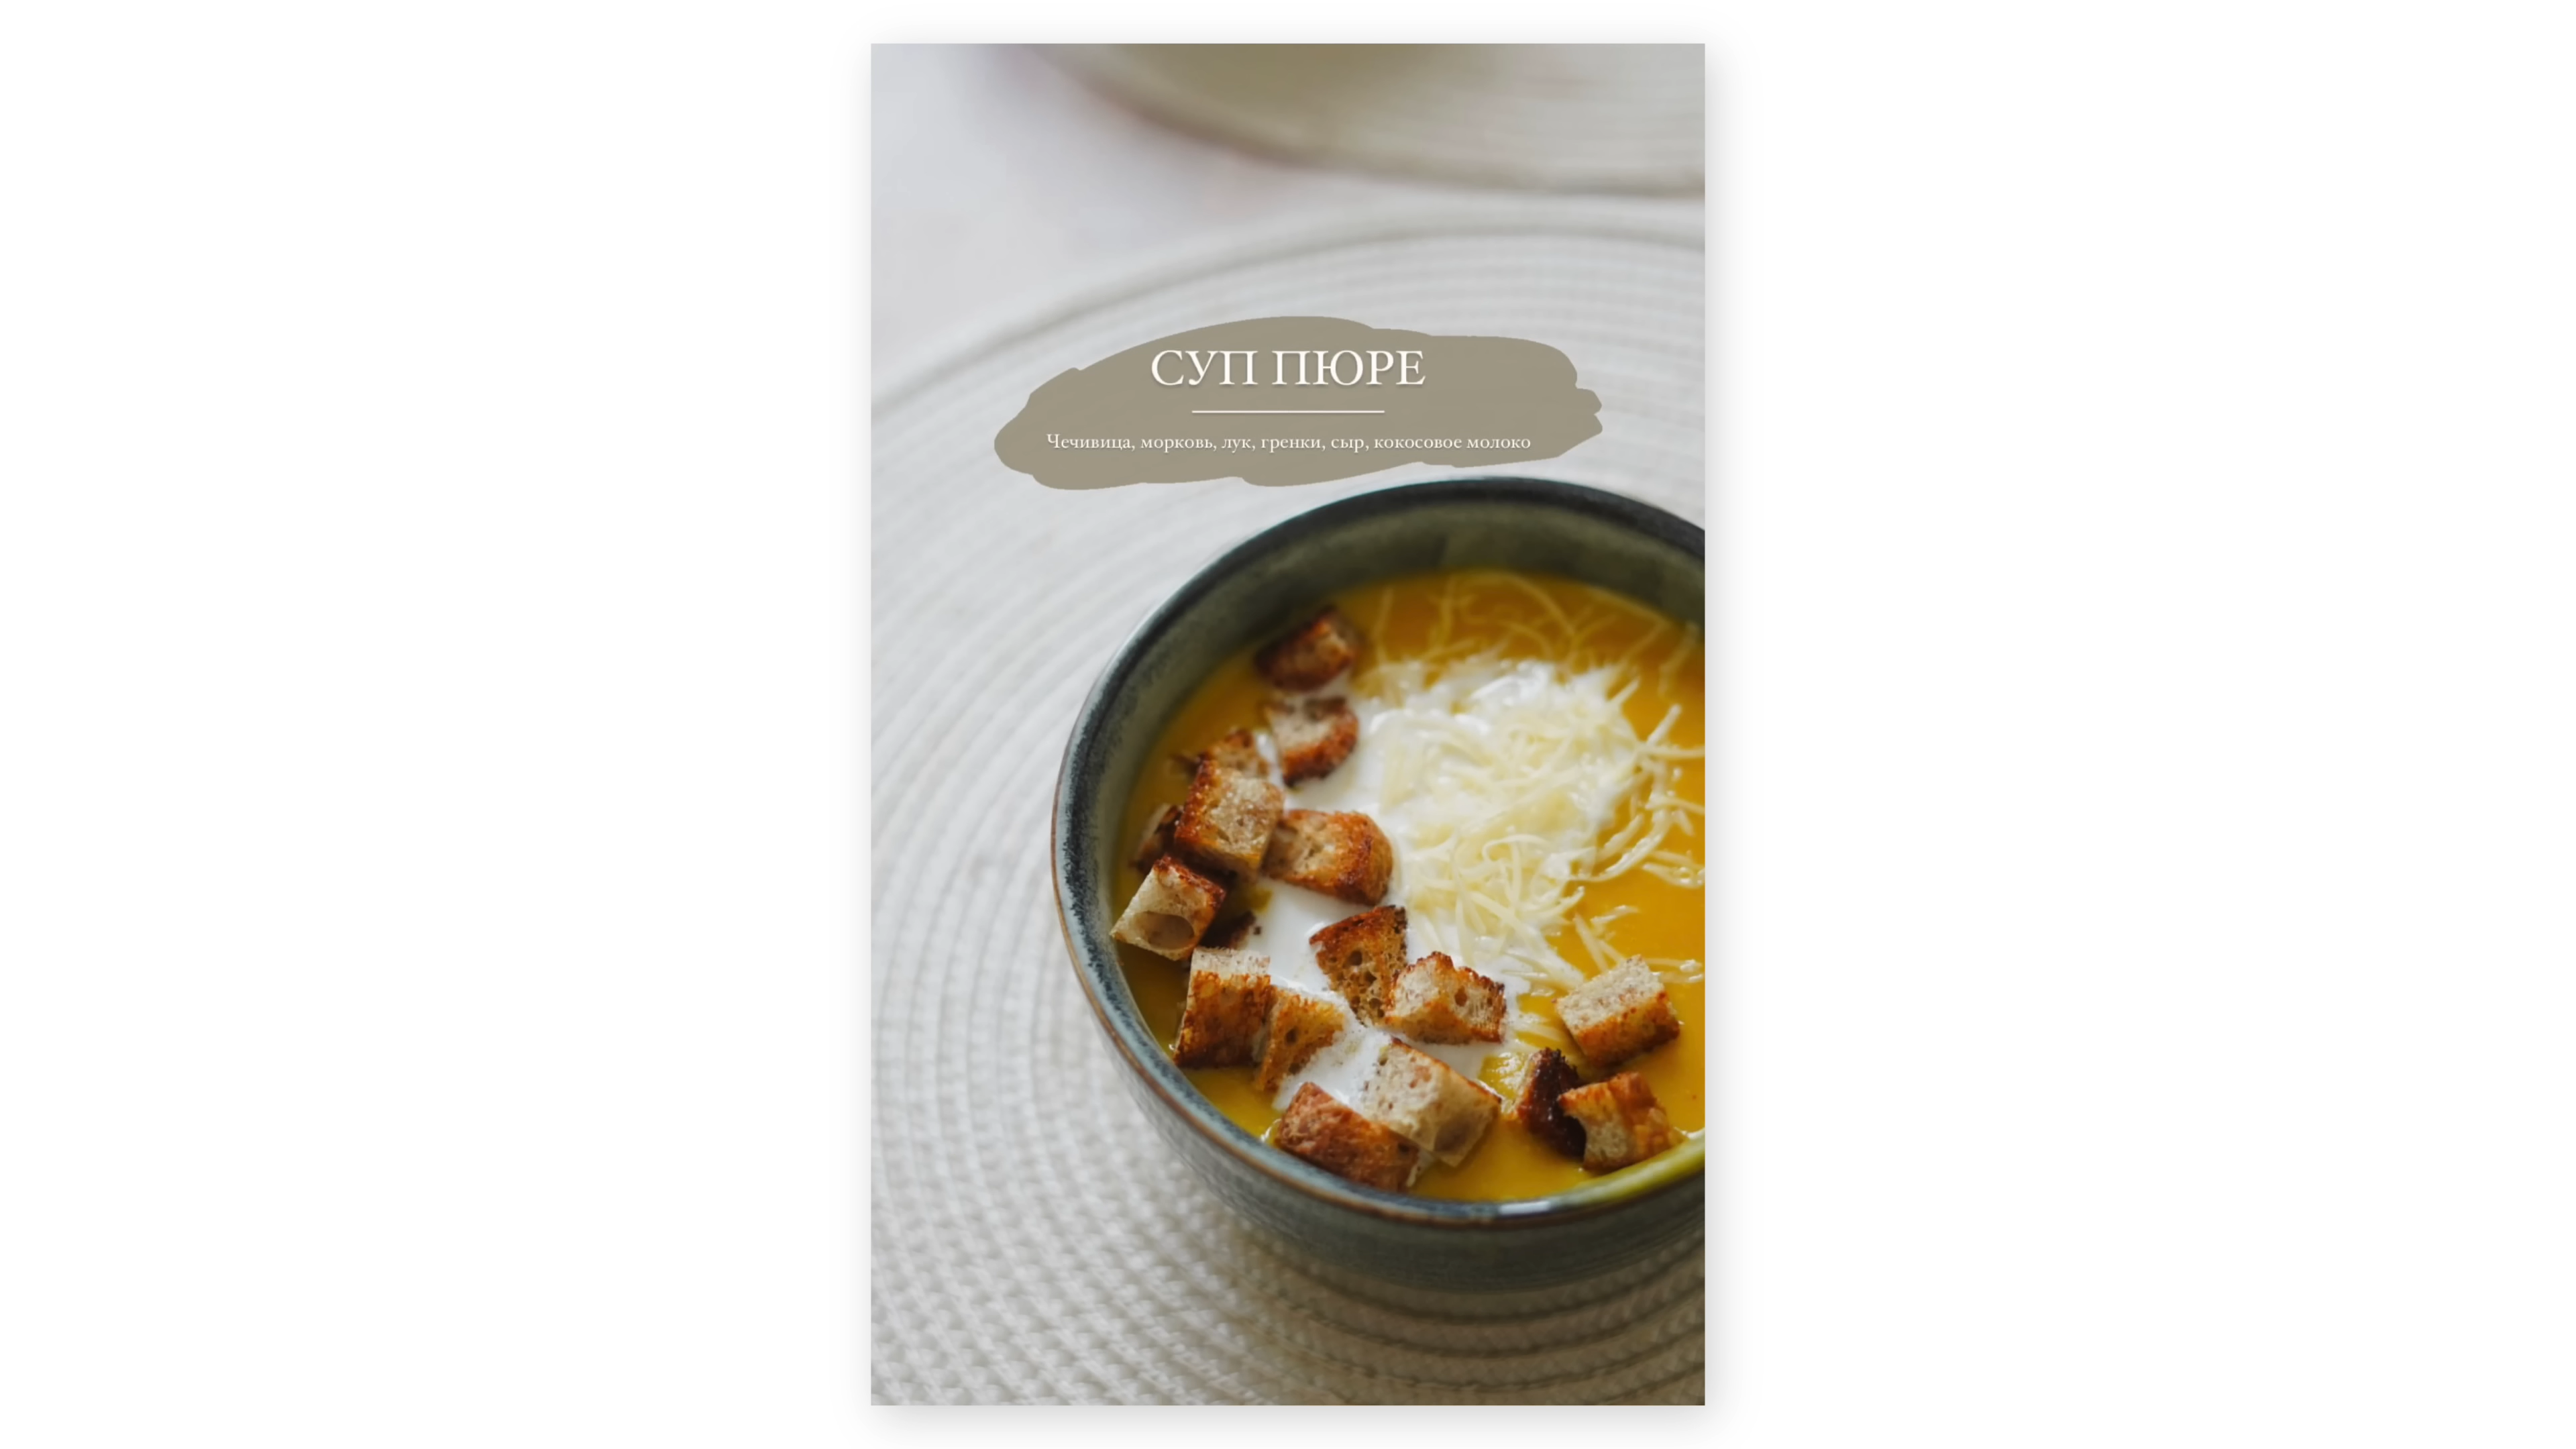 СУП ПЮРЕ
Чечивица, морковь, лук, гренки, сыр, кокосовое молоко